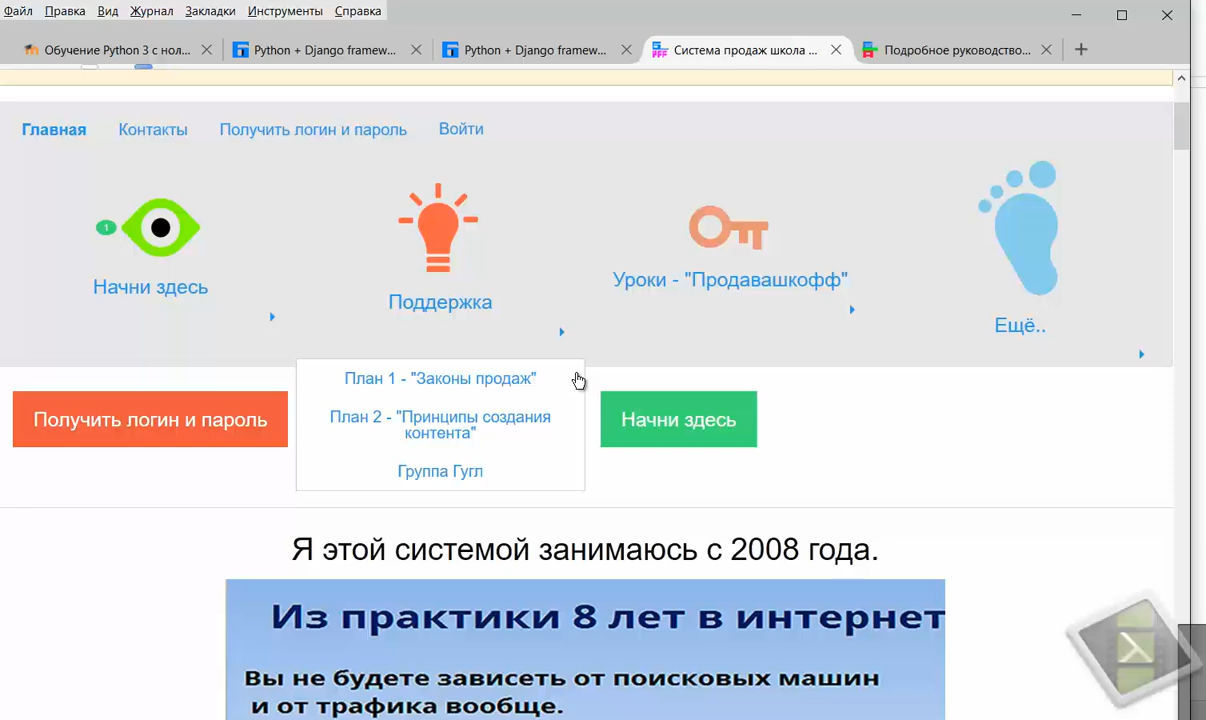 Файл Правка Вид Журнал Закладки Инструменты Справка
Обучение Python 3 с нол... Python + Django framew... Python + Django framew... Система продаж школа ... Подробное руководство...
Главная Контакты Получить логин и пароль Войти
1
Начни здесь
Поддержка
Уроки - "Продавашкофф"
Ещё..
План 1 - "Законы продаж"
План 2 - "Принципы создания
контента"
Группа Гугл
Получить логин и пароль
Начни здесь
Я этой системой занимаюсь с 2008 года.
Из практики 8 лет в интернет
Вы не будете зависеть от поисковых машин
и от трафика вообще.